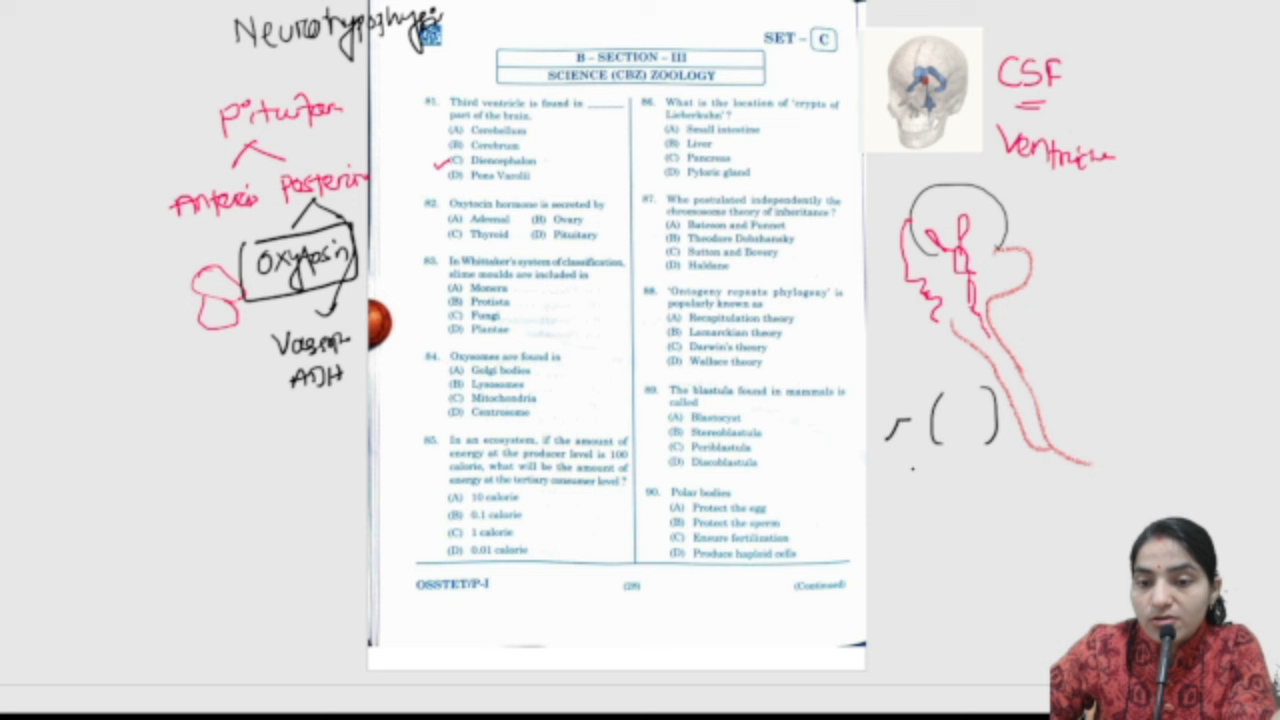 Neurohypophysis
SET – C
B – SECTION – III
SCIENCE (CBZ) ZOOLOGY
81. Third ventricle is found in ______
part of the brain.
(A) Cerebellum
(B) Cerebrum
(C) Diencephalon
(D) Pons Varolii
82. Oxytocin hormone is secreted by
(A) Adrenal (B) Ovary
(C) Thyroid (D) Pituitary
83. In Whittaker's system of classification,
slime moulds are included in
(A) Monera
(B) Protista
(C) Fungi
(D) Plantae
84. Oxysomes are found in
(A) Golgi bodies
(B) Lysosomes
(C) Mitochondria
(D) Centrosome
85. In an ecosystem, if the amount of
energy at the producer level is 100
calorie, what will be the amount of
energy at the tertiary consumer level ?
(A) 10 calorie
(B) 0.1 calorie
(C) 1 calorie
(D) 0.01 calorie
86. What is the location of 'crypts of
Lieberkuhn' ?
(A) Small intestine
(B) Liver
(C) Pancreas
(D) Pyloric gland
87. Who postulated independently the
chromosome theory of inheritance ?
(A) Bateson and Punnet
(B) Theodore Dobzhansky
(C) Sutton and Bovery
(D) Haldane
88. 'Ontogeny repeats phylogeny' is
popularly known as
(A) Recapitulation theory
(B) Lamarckian theory
(C) Darwin's theory
(D) Wallace theory
89. The blastula found in mammals is
called
(A) Blastocyst
(B) Stereoblastula
(C) Periblastula
(D) Discoblastula
90. Polar bodies
(A) Protect the egg
(B) Protect the sperm
(C) Ensure fertilization
(D) Produce haploid cells
OSSTET/P-I (28) (Continued)
CSF
Ventricle
ADH